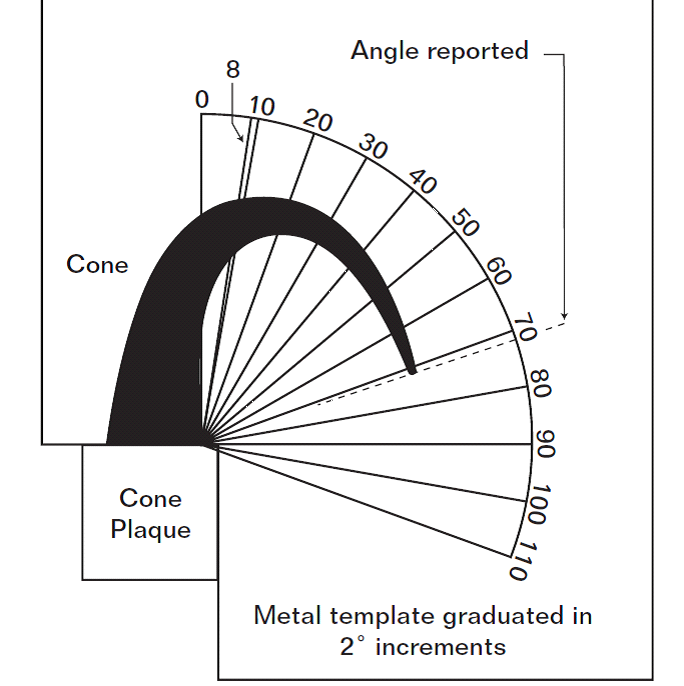 Angle reported
8
0
10
20
30
40
50
60
70
80
90
100
110
Cone
Cone
Plaque
Metal template graduated in
2° increments